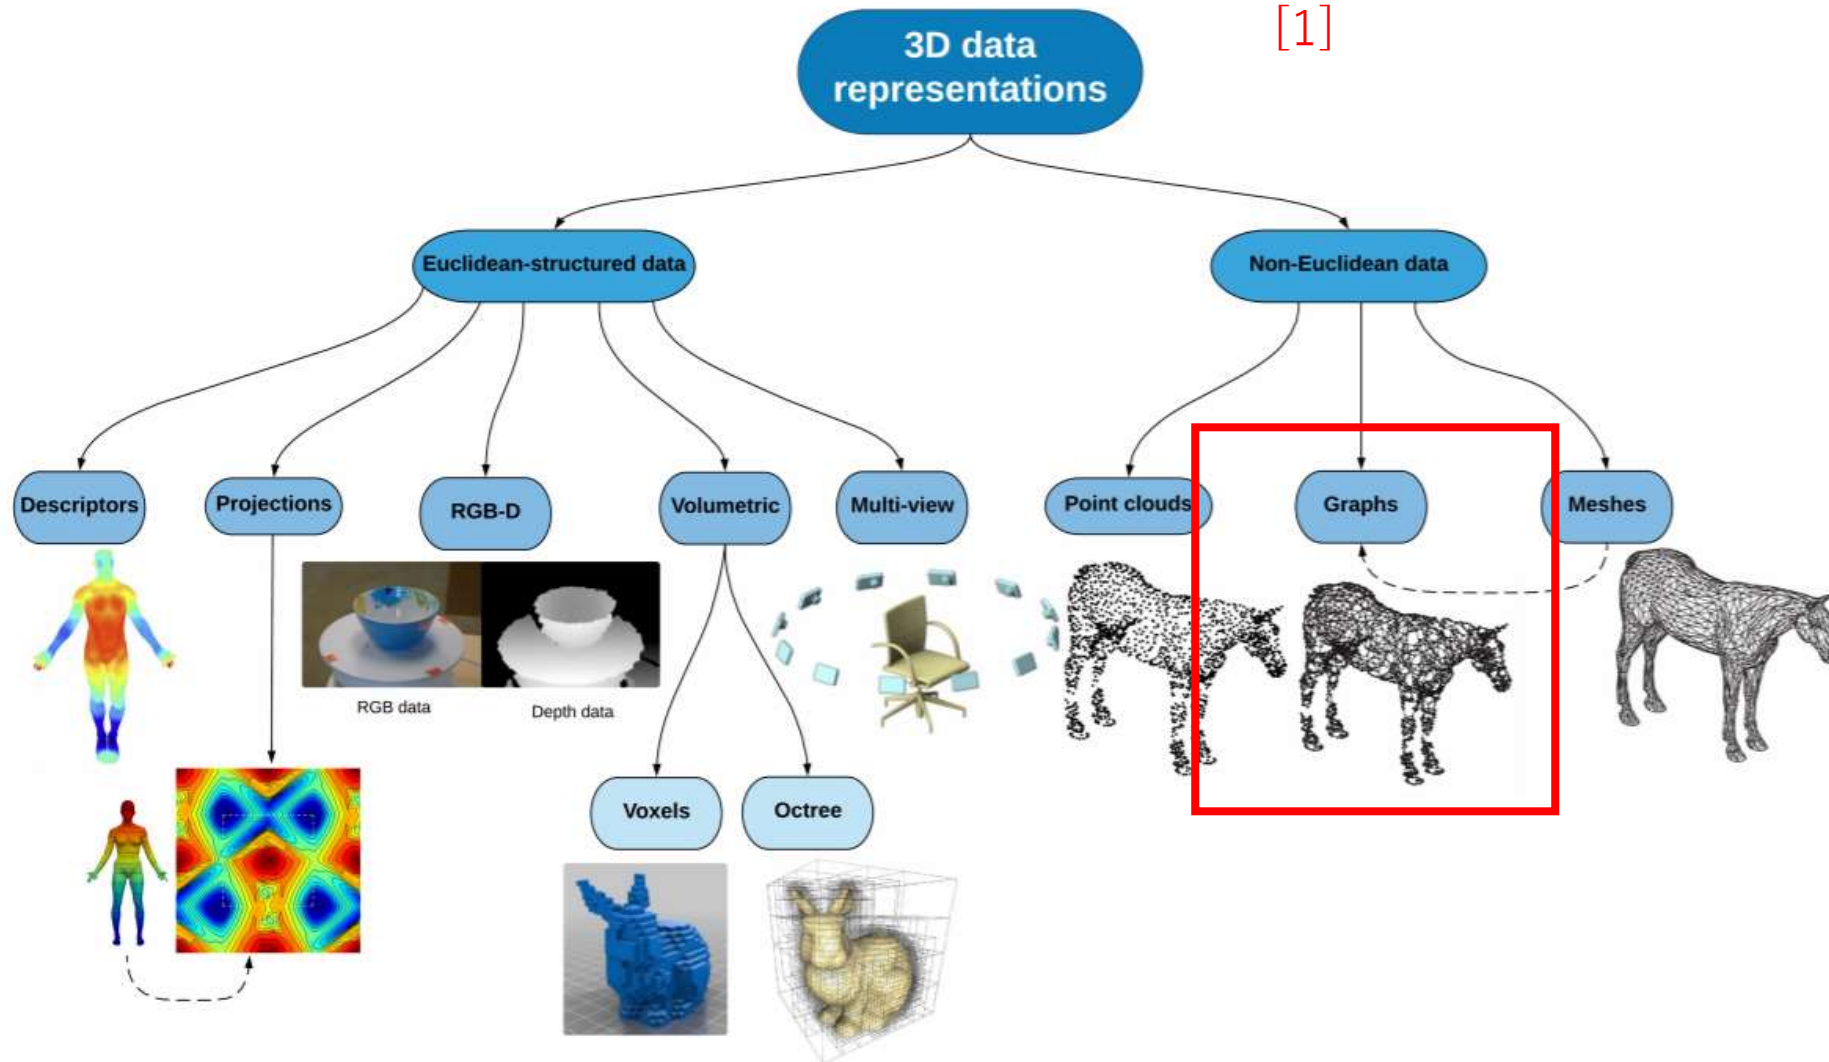 [1]
3D data
representations
Euclidean-structured data
Non-Euclidean data
Descriptors
Projections
RGB-D
Volumetric
Multi-view
Point clouds
Graphs
Meshes
RGB data
Depth data
Voxels
Octree